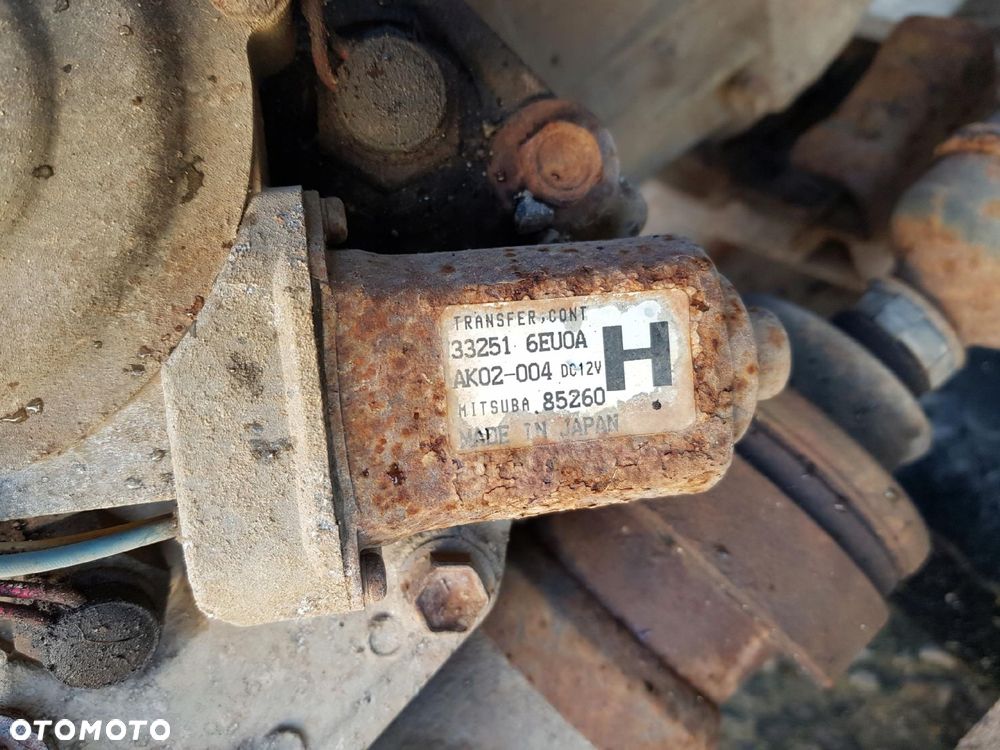 TRANSFER,CONT
33251 6EU0A
AK02-004 DC12V
H
MITSUBA 85260
MADE IN JAPAN
OTOMOTO